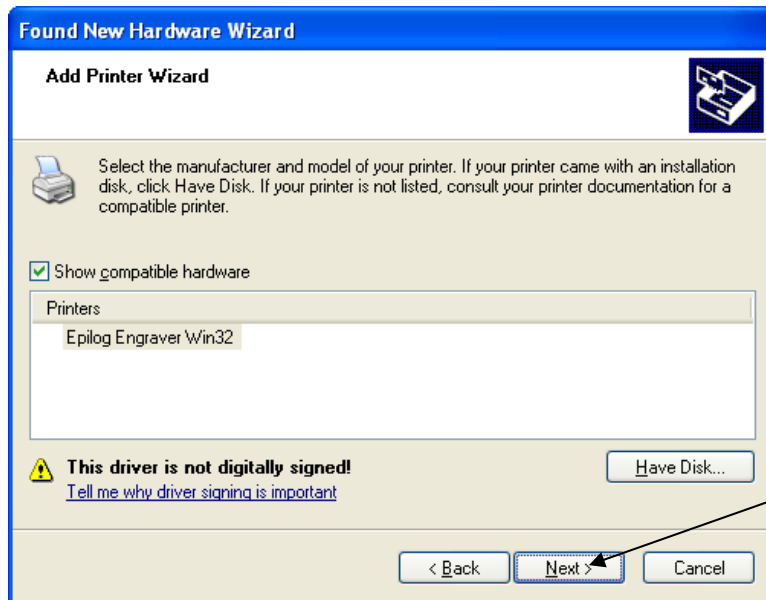 Found New Hardware Wizard
Add Printer Wizard
Select the manufacturer and model of your printer. If your printer came with an installation
disk, click Have Disk. If your printer is not listed, consult your printer documentation for a
compatible printer.
Show compatible hardware
Printers
Epilog Engraver Win32
This driver is not digitally signed!
Have Disk...
Tell me why driver signing is important
< Back
Next >
Cancel